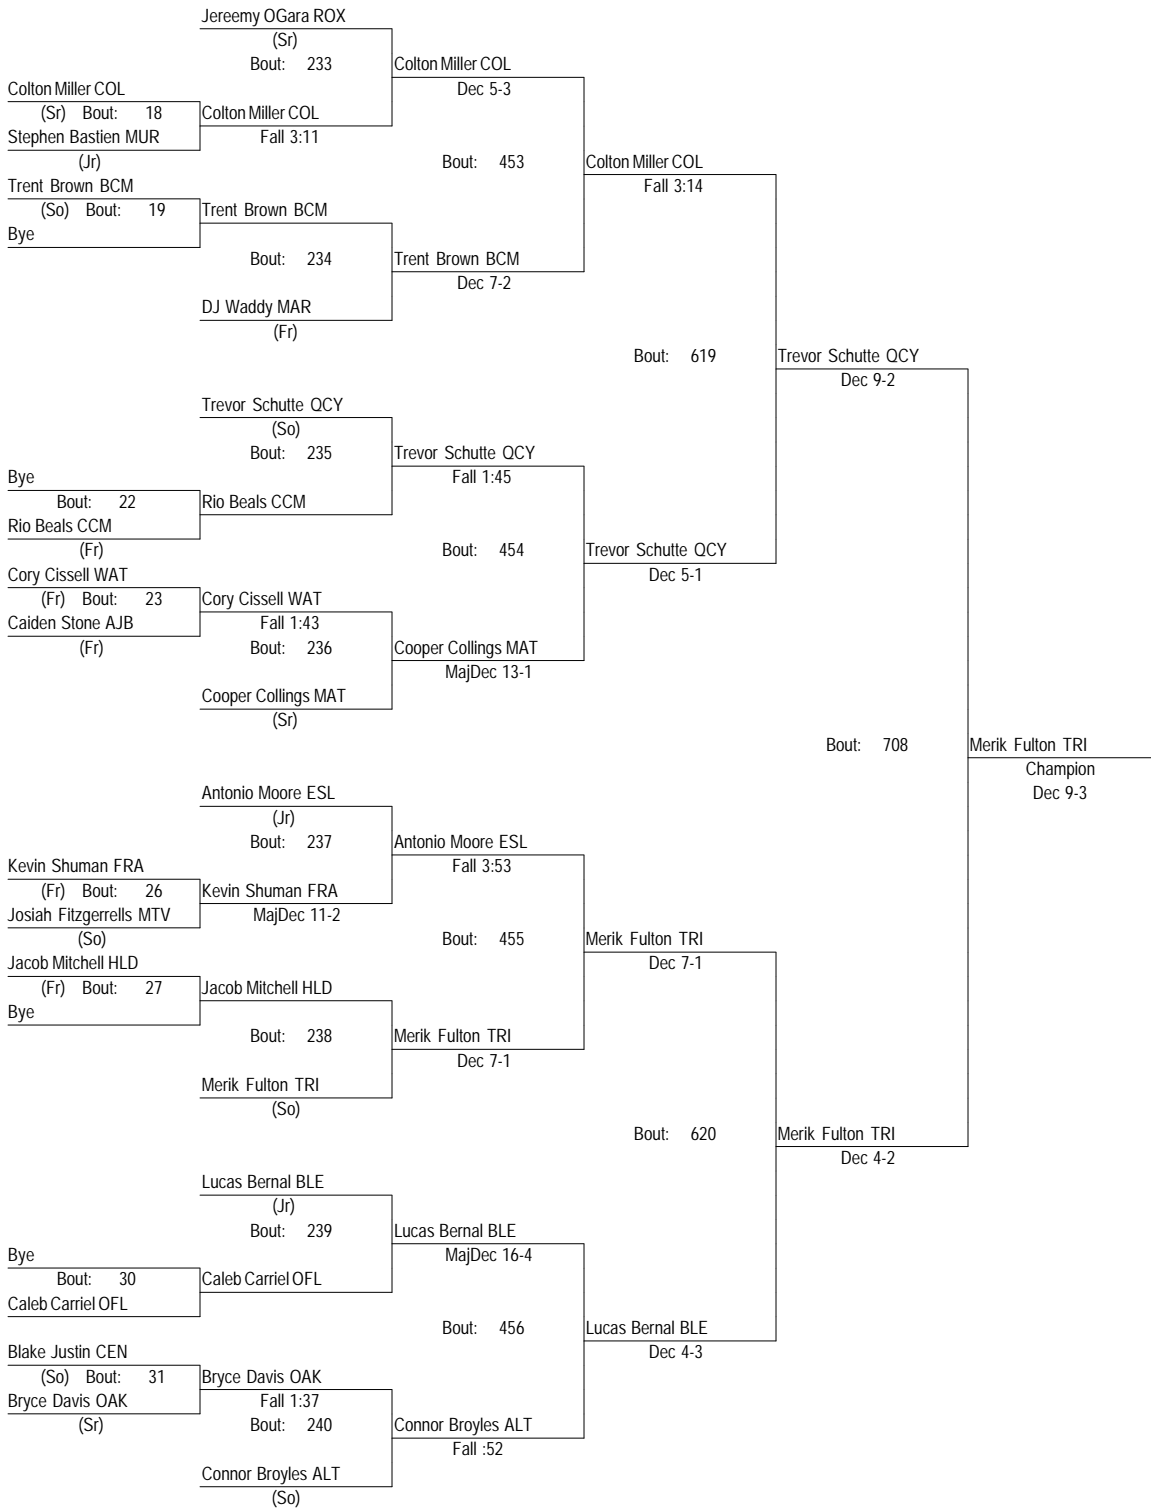 Jereemy OGara ROX
(Sr)
Bout: 233
Colton Miller COL
Dec 5-3
Colton Miller COL
(Sr) Bout: 18
Colton Miller COL
Stephen Bastien MUR
Fall 3:11
(Jr)
Bout: 453
Colton Miller COL
Fall 3:14
Trent Brown BCM
(So) Bout: 19
Trent Brown BCM
Bye
Bout: 234
Trent Brown BCM
Dec 7-2
DJ Waddy MAR
(Fr)
Bout: 619
Trevor Schutte QCY
Dec 9-2
Trevor Schutte QCY
(So)
Bout: 235
Trevor Schutte QCY
Fall 1:45
Bye
Bout: 22
Rio Beals CCM
Rio Beals CCM
(Fr)
Bout: 454
Trevor Schutte QCY
Dec 5-1
Cory Cissell WAT
(Fr) Bout: 23
Cory Cissell WAT
Caiden Stone AJB
Fall 1:43
(Fr)
Bout: 236
Cooper Collings MAT
MajDec 13-1
Cooper Collings MAT
(Sr)
Bout: 708
Merik Fulton TRI
Champion
Dec 9-3
Antonio Moore ESL
(Jr)
Bout: 237
Antonio Moore ESL
Fall 3:53
Kevin Shuman FRA
(Fr) Bout: 26
Kevin Shuman FRA
Josiah Fitzgerrells MTV
MajDec 11-2
(So)
Bout: 455
Merik Fulton TRI
Dec 7-1
Jacob Mitchell HLD
(Fr) Bout: 27
Jacob Mitchell HLD
Bye
Bout: 238
Merik Fulton TRI
Dec 7-1
Merik Fulton TRI
(So)
Bout: 620
Merik Fulton TRI
Dec 4-2
Lucas Bernal BLE
(Jr)
Bout: 239
Lucas Bernal BLE
MajDec 16-4
Bye
Bout: 30
Caleb Carriel OFL
Caleb Carriel OFL
Bout: 456
Lucas Bernal BLE
Dec 4-3
Blake Justin CEN
(So) Bout: 31
Bryce Davis OAK
Bryce Davis OAK
Fall 1:37
(Sr)
Bout: 240
Connor Broyles ALT
Fall :52
Connor Broyles ALT
(So)